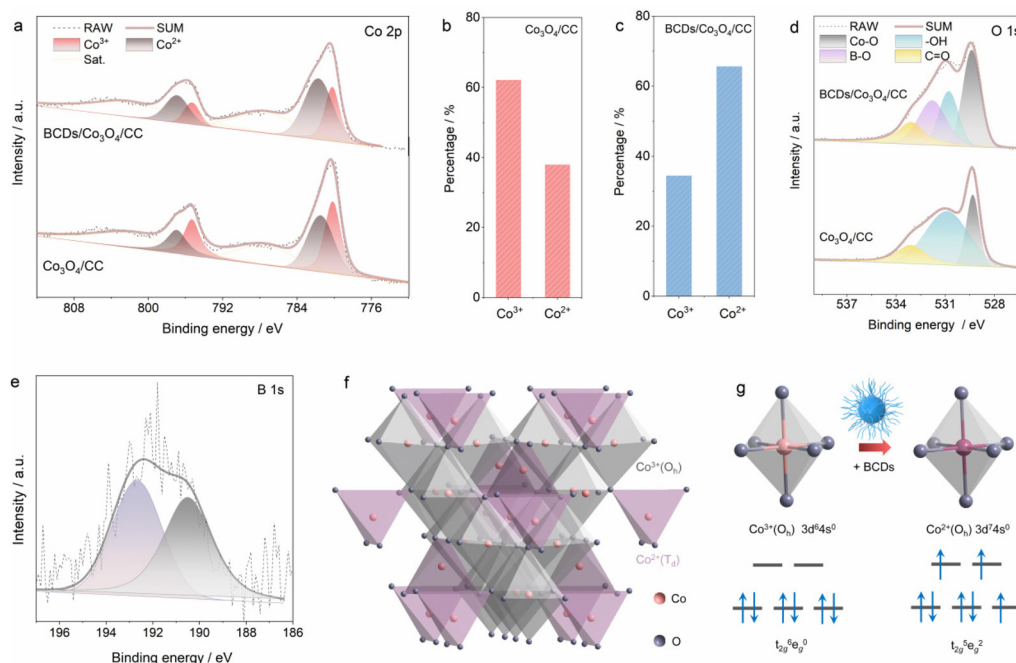 a
RAW SUM
Co³⁺ Co²⁺
Sat.
Co 2p
BCDs/Co₃O₄/CC
Co₃O₄/CC
Intensity / a.u.
808 800 792 784 776
Binding energy / eV
b
Co₃O₄/CC
Percentage / %
80
60
40
20
0
Co³⁺ Co²⁺
c
BCDs/Co₃O₄/CC
Percentage / %
80
60
40
20
0
Co³⁺ Co²⁺
d
O 1s
RAW SUM
Co-O -OH
B-O C=O
BCDs/Co₃O₄/CC
Co₃O₄/CC
Intensity / a.u.
537 534 531 528
Binding energy / eV
e
B 1s
Intensity / a.u.
196 194 192 190 188 186
Binding energy / eV
f
Co³⁺(Oₕ)
Co²⁺(T_d)
Co
O
g
+ BCDs
Co³⁺(Oₕ) 3d⁶4s⁰
Co²⁺(Oₕ) 3d⁷4s⁰
t₂g⁶eg⁰
t₂g⁵eg²